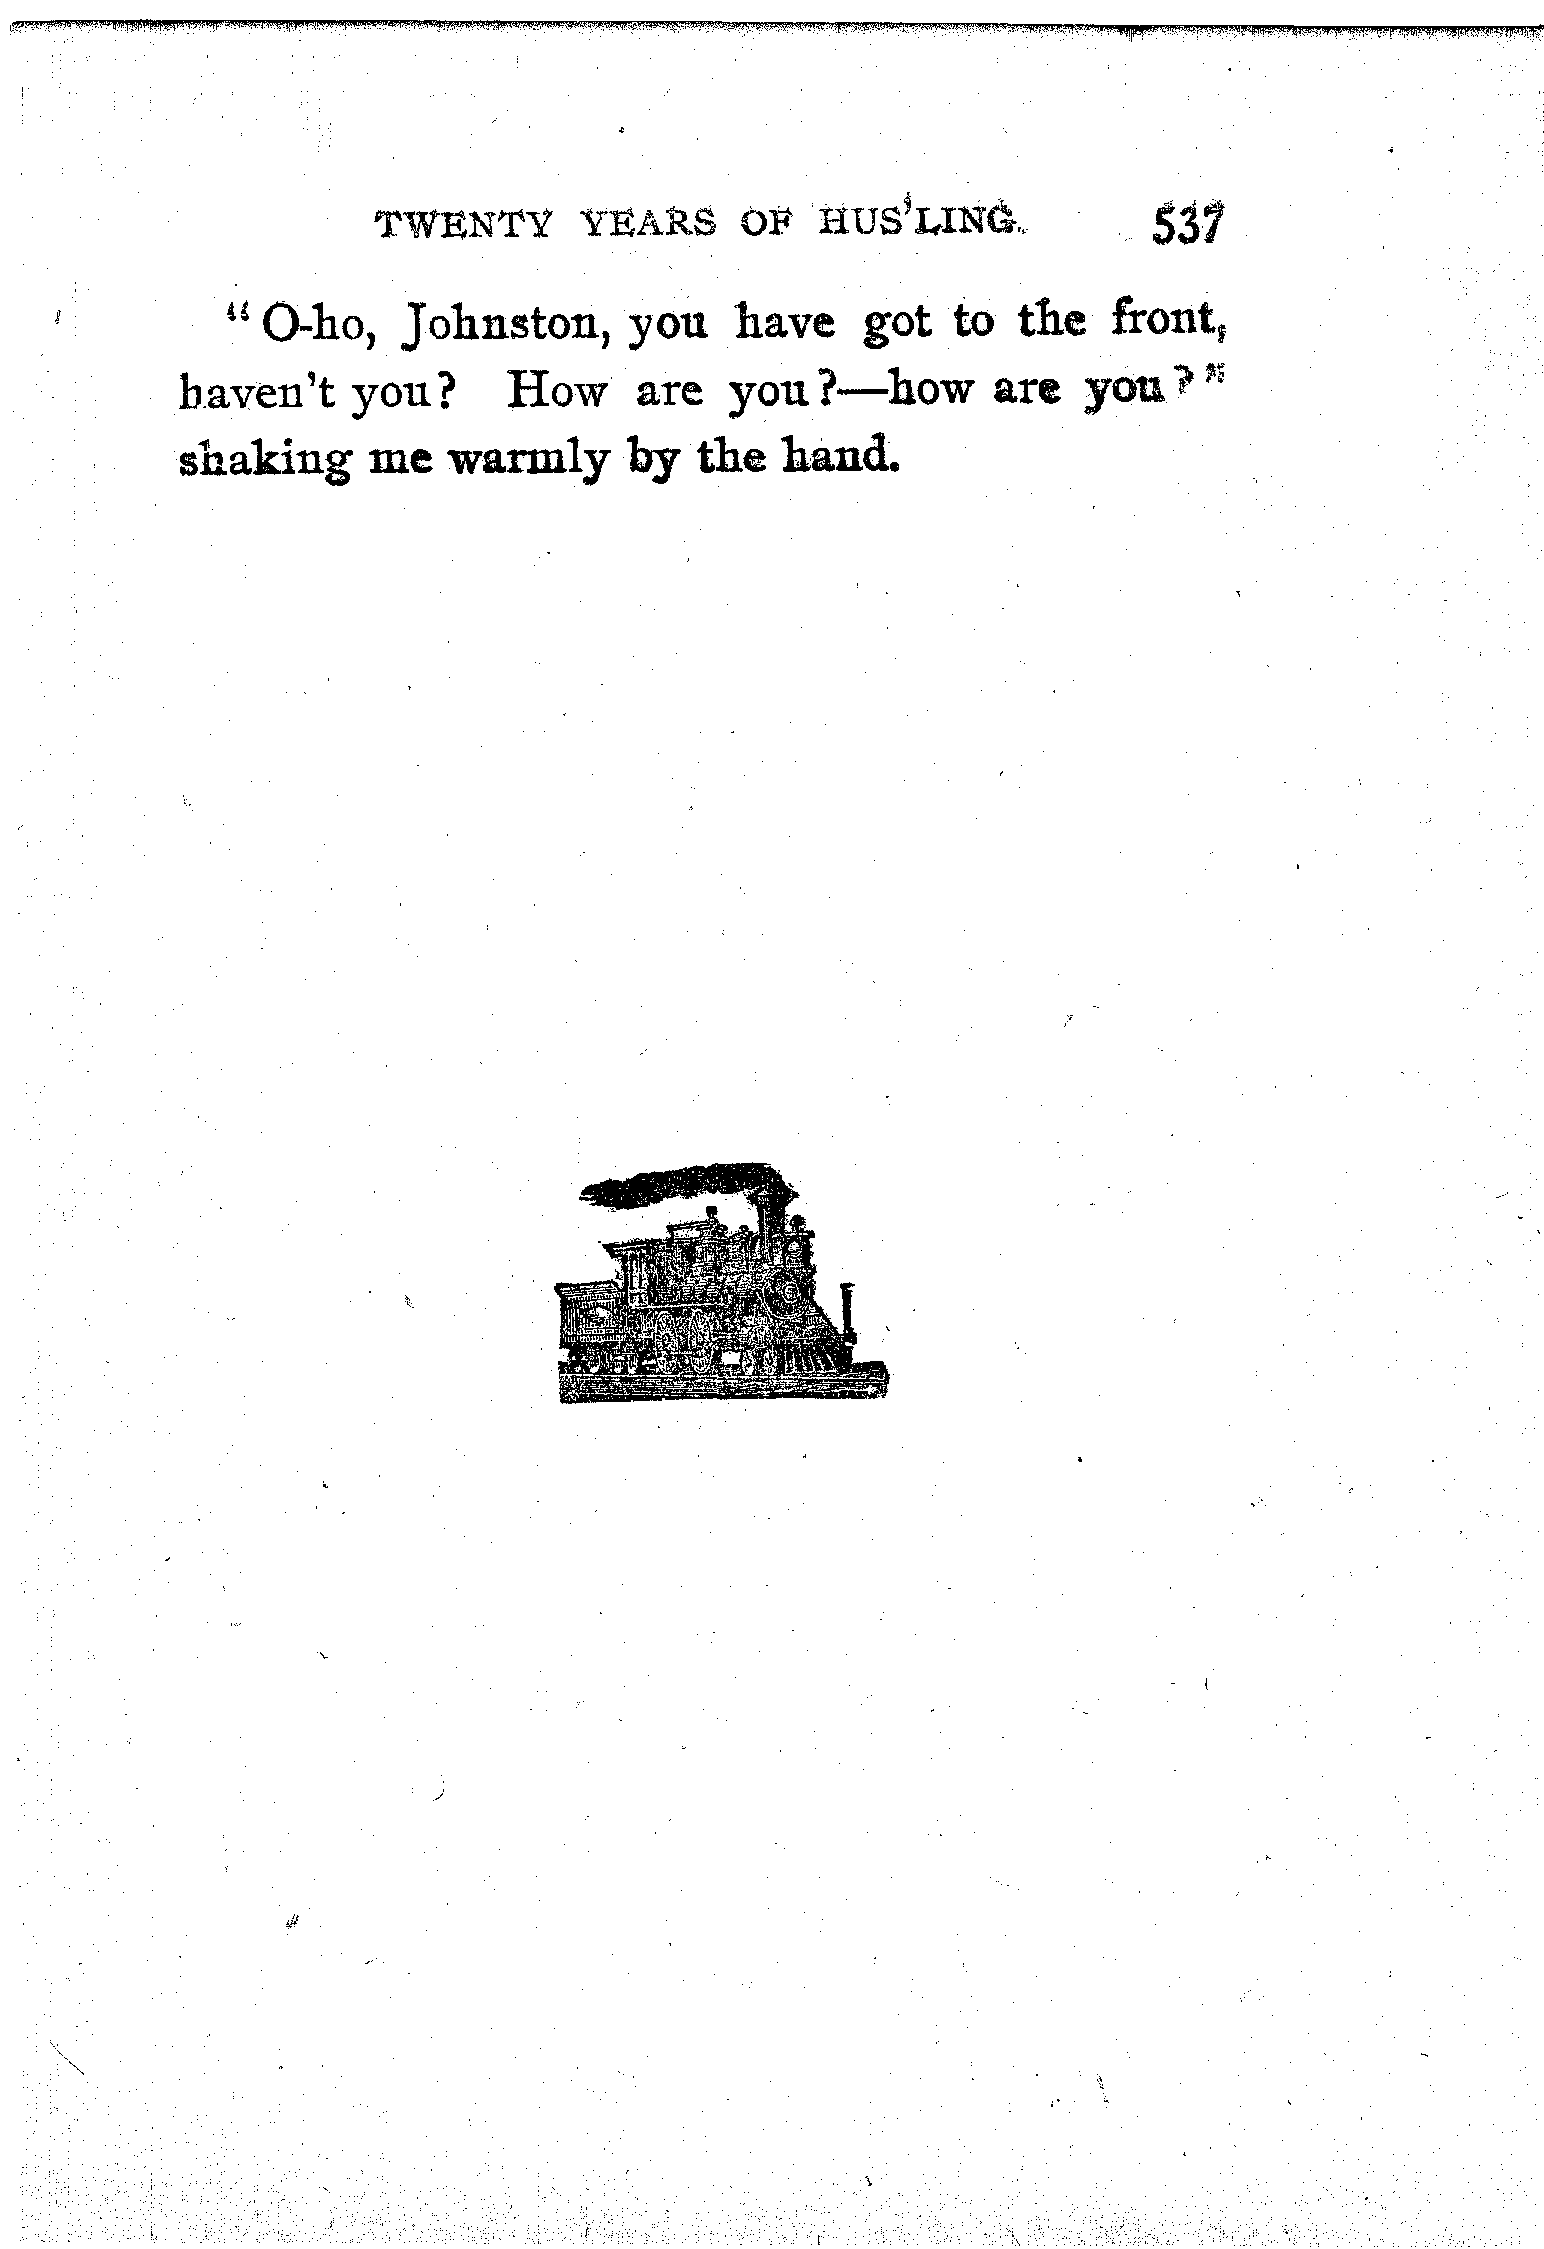 TWENTY YEARS OF HUS'LING. 537
"O-ho, Johnston, you have got to the front,
haven't you? How are you?—how are you?"
shaking me warmly by the hand.